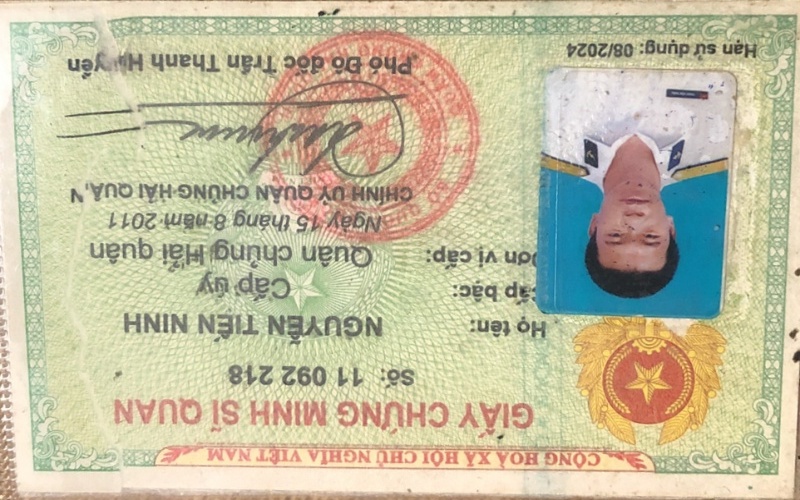 CỘNG HOÀ XÃ HỘI CHỦ NGHĨA VIỆT NAM
GIẤY CHỨNG MINH SĨ QUAN
Số: 11 092 218
Họ tên: NGUYỄN TIẾN NINH
Cấp bậc: Cấp úy
Đơn vị cấp: Quân chủng Hải quân
Ngày 15 tháng 8 năm 2011
CHÍNH UỶ QUÂN CHỦNG HẢI QUÂN
Phó Đô đốc Trần Thanh Huyền
Hạn sử dụng: 08/2024